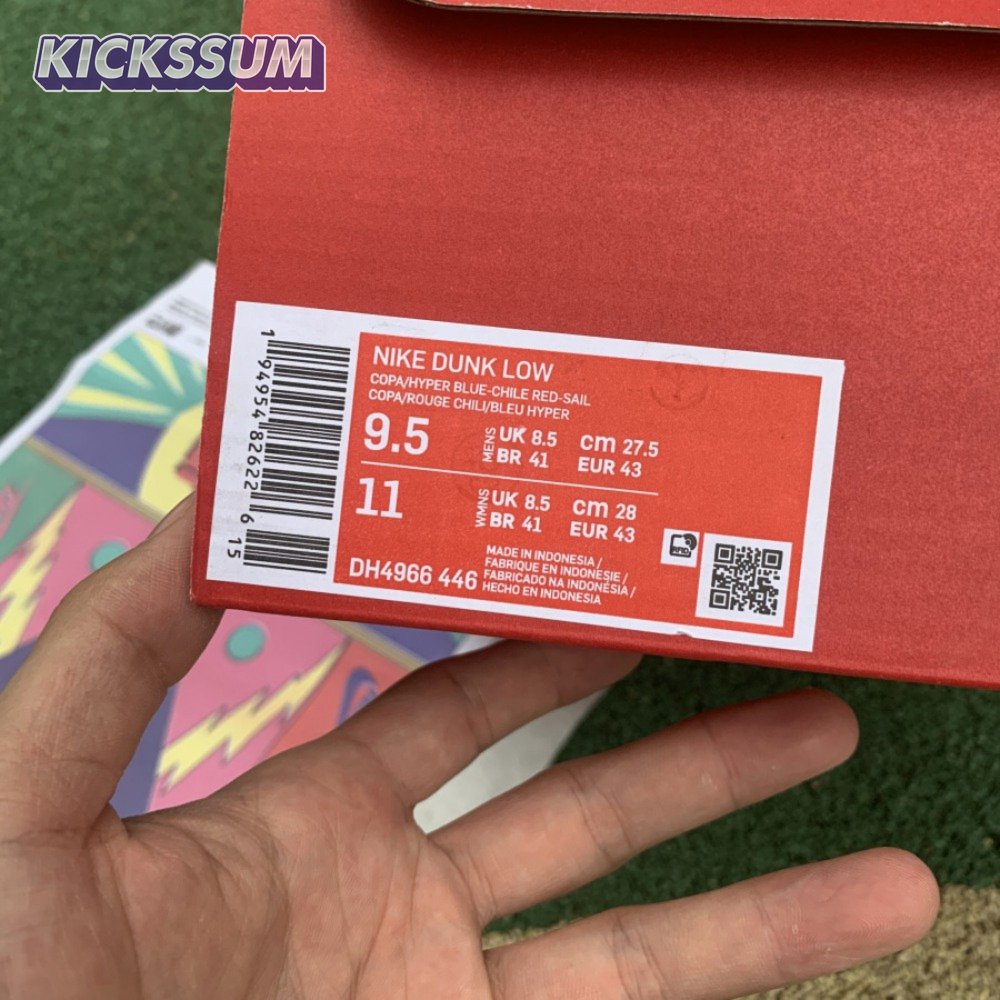 KICKSSUM
NIKE DUNK LOW
COPA/HYPER BLUE-CHILE RED-SAIL
COPA/ROUGE CHILI/BLEU HYPER
9.5 MENS UK 8.5 cm 27.5
BR 41 EUR 43
11 WMNS UK 8.5 cm 28
BR 41 EUR 43
DH4966 446
MADE IN INDONESIA/
FABRIQUE EN INDONESIE/
FABRICADO NA INDONÉSIA/
HECHO EN INDONESIA
1 94954 82622 6 15